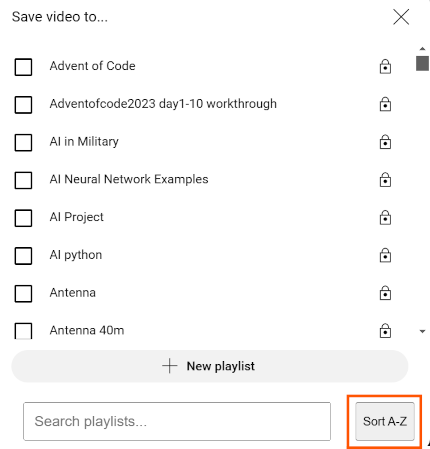 Save video to...
Advent of Code
Adventofcode2023 day1-10 workthrough
AI in Military
AI Neural Network Examples
AI Project
AI python
Antenna
Antenna 40m
New playlist
Search playlists...
Sort A-Z